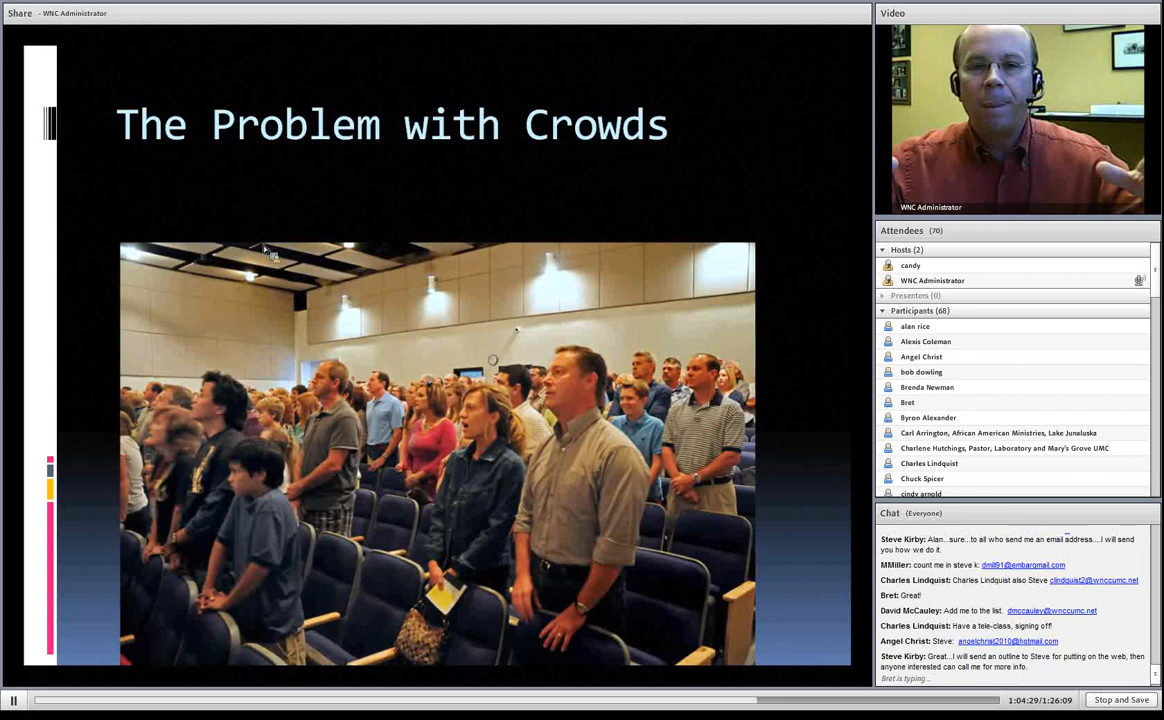 Share - WNC Administrator
The Problem with Crowds
Video
WNC Administrator
Attendees (70)
Hosts (2)
candy
WNC Administrator
Presenters (0)
Participants (68)
alan rice
Alexis Coleman
Angel Christ
bob dowling
Brenda Newman
Bret
Byron Alexander
Carl Arrington, African American Ministries, Lake Junaluska
Charlene Hutchings, Pastor, Laboratory and Mary's Grove UMC
Charles Lindquist
Chuck Spicer
cindy arnold
Chat (Everyone)
Steve Kirby: Alan...sure...to all who send me an email address....I will send
you how we do it.
MMiller: count me in steve k: dmill91@embarqmail.com
Charles Lindquist: Charles Lindquist also Steve clindquist2@wnccumc.net
Bret: Great!
David McCauley: Add me to the list. dmccauley@wnccumc.net
Charles Lindquist: Have a tele-class, signing off!
Angel Christ: Steve: angelchrist2010@hotmail.com
Steve Kirby: Great...I will send an outline to Steve for putting on the web, then
anyone interested can call me for more info.
Bret is typing...
1:04:29/1:26:09
Stop and Save